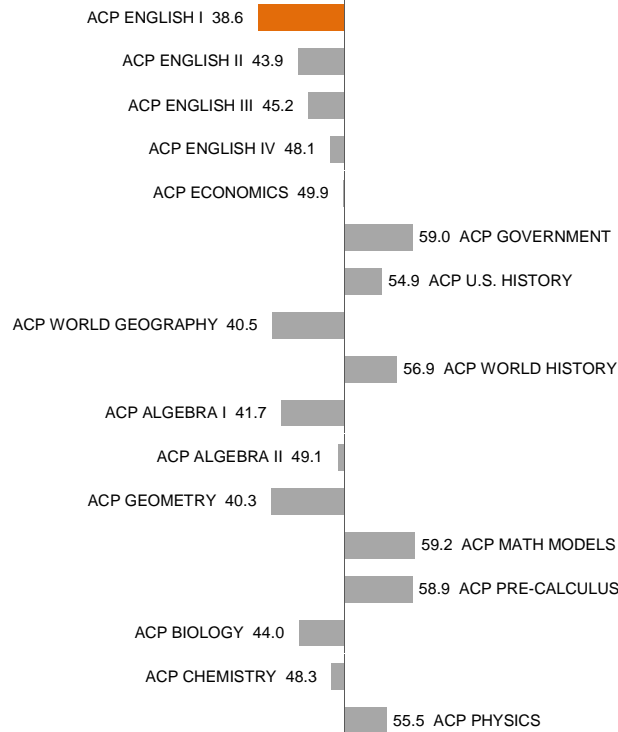 ACP ENGLISH I 38.6
ACP ENGLISH II 43.9
ACP ENGLISH III 45.2
ACP ENGLISH IV 48.1
ACP ECONOMICS 49.9
59.0 ACP GOVERNMENT
54.9 ACP U.S. HISTORY
ACP WORLD GEOGRAPHY 40.5
56.9 ACP WORLD HISTORY
ACP ALGEBRA I 41.7
ACP ALGEBRA II 49.1
ACP GEOMETRY 40.3
59.2 ACP MATH MODELS
58.9 ACP PRE-CALCULUS
ACP BIOLOGY 44.0
ACP CHEMISTRY 48.3
55.5 ACP PHYSICS